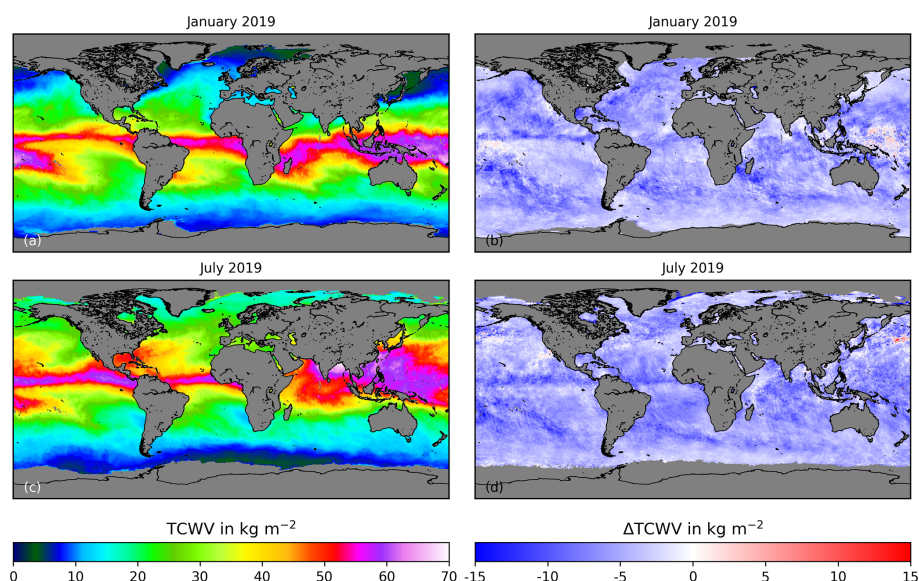 January 2019
January 2019
(a)
(b)
July 2019
July 2019
(c)
(d)
TCWV in kg m⁻²
ΔTCWV in kg m⁻²
0 10 20 30 40 50 60 70
-15 -10 -5 0 5 10 15